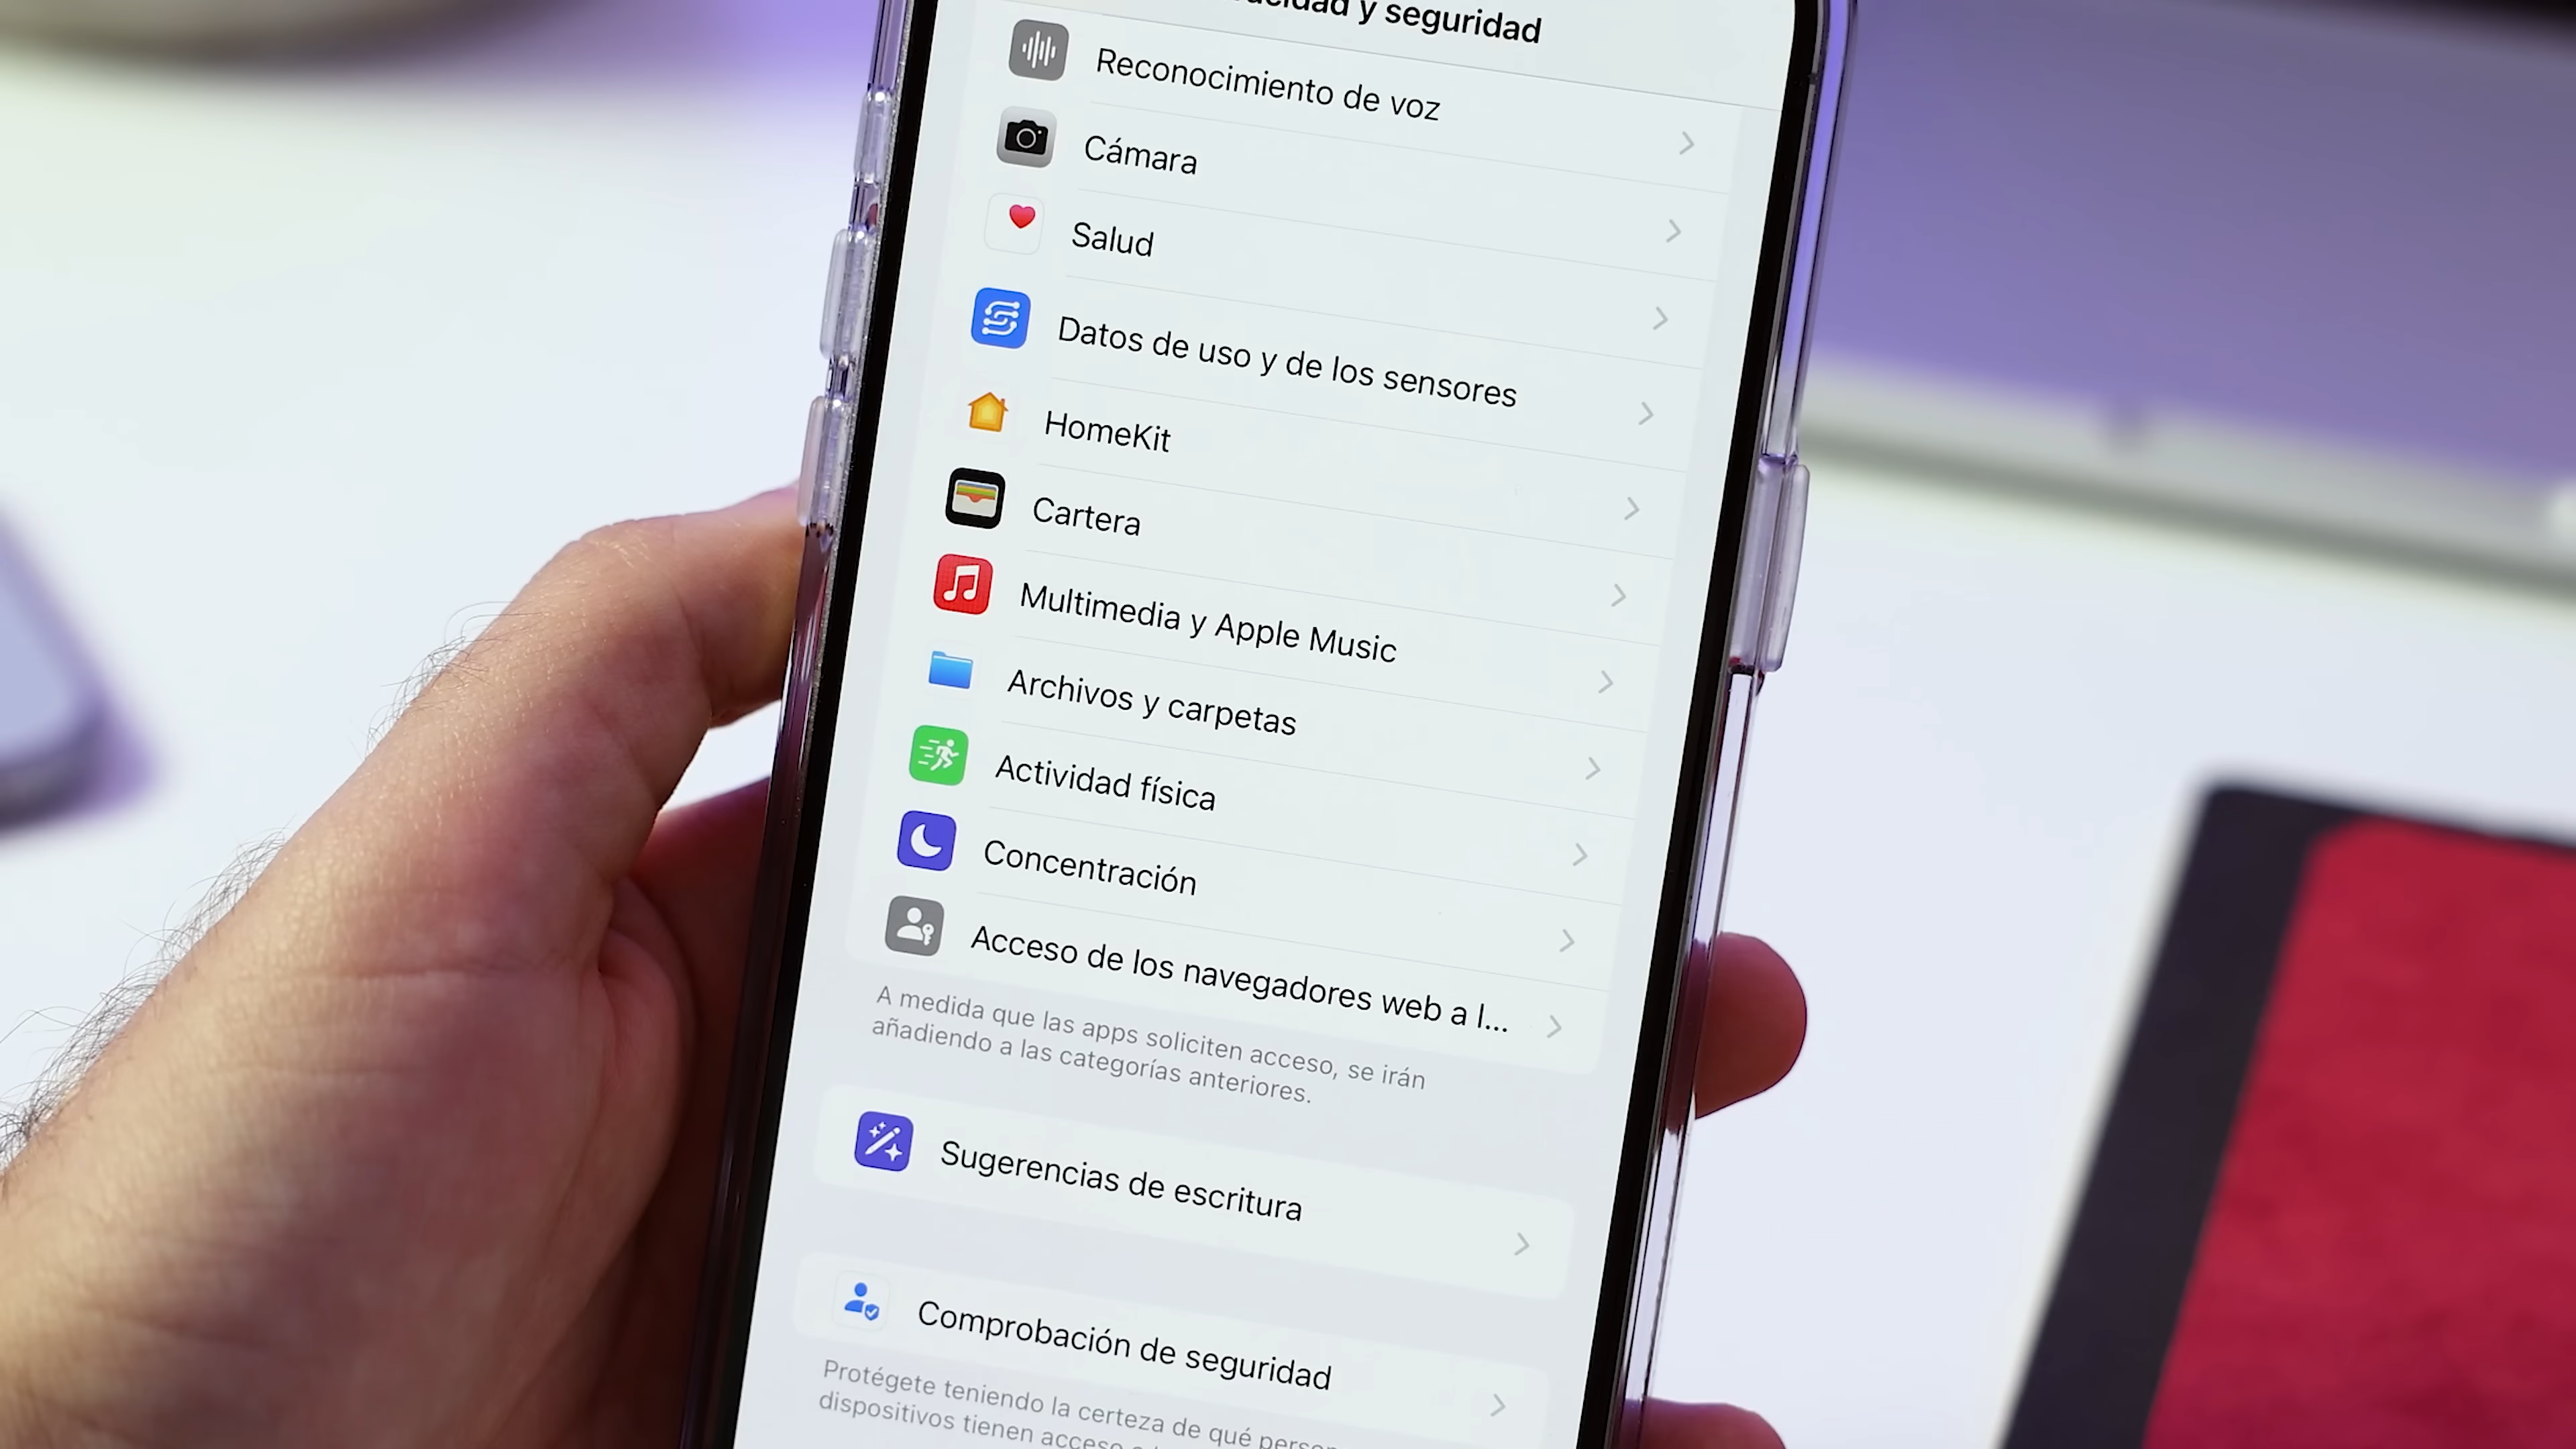 y seguridad
Reconocimiento de voz
Cámara
Salud
Datos de uso y de los sensores
HomeKit
Cartera
Multimedia y Apple Music
Archivos y carpetas
Actividad física
Concentración
Acceso de los navegadores web a l...
A medida que las apps soliciten acceso, se irán
añadiendo a las categorías anteriores.
Sugerencias de escritura
Comprobación de seguridad
Protégete teniendo la certeza de qué
dispositivos tienen acceso